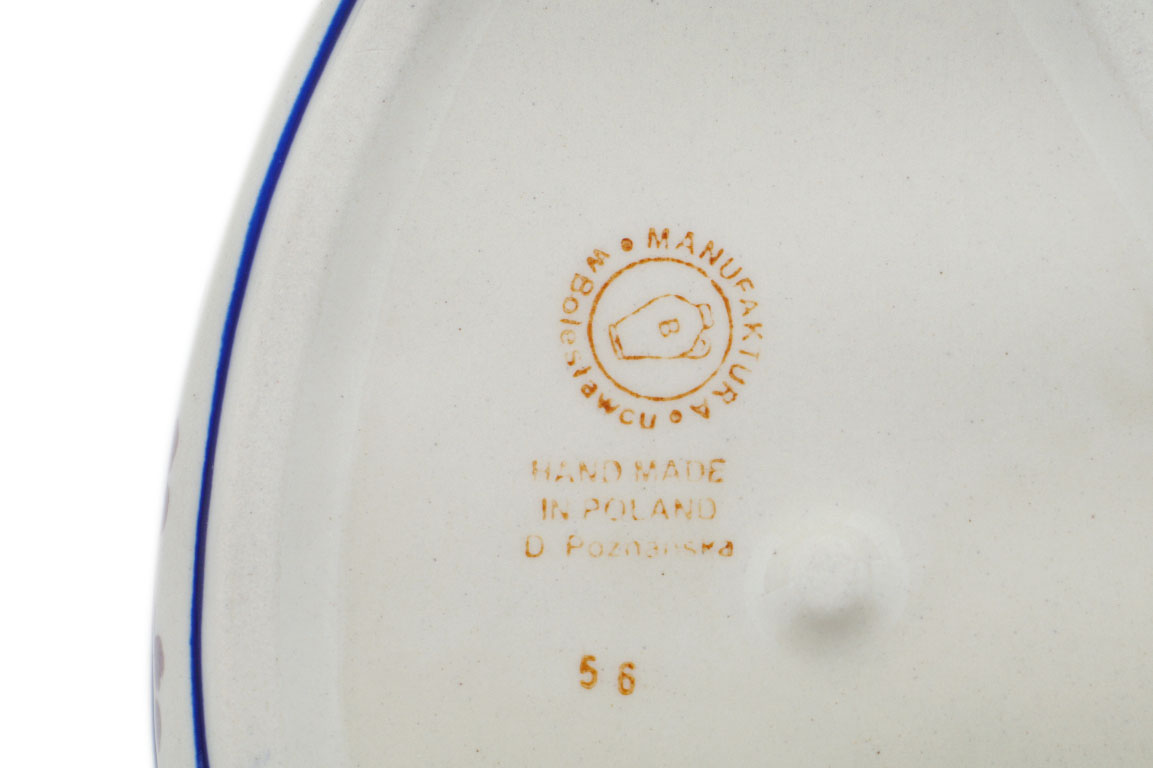 • MANUFAKTURA • w Bolesławcu
B
HAND MADE
IN POLAND
D. Poznańska
56